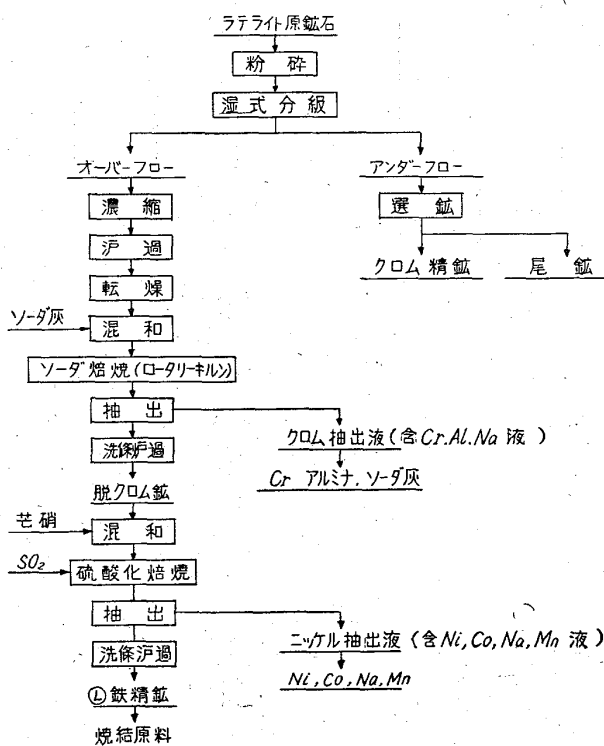 ラテライト原鉱石
粉砕
湿式分級
オーバーフロー
アンダーフロー
濃縮
選鉱
沪過
クロム精鉱
尾鉱
転燥
ソーダ灰
混和
ソーダ焙焼(ロータリーキルン)
抽出
クロム抽出液(含Cr.Al.Na液)
洗滌沪過
Cr アルミナ.ソーダ灰
脱クロム鉱
芒硝
混和
SO₂
硫酸化焙焼
抽出
ニッケル抽出液(含Ni,Co,Na,Mn液)
洗滌沪過
Ni,Co,Na,Mn
Ⓛ鉄精鉱
焼結原料